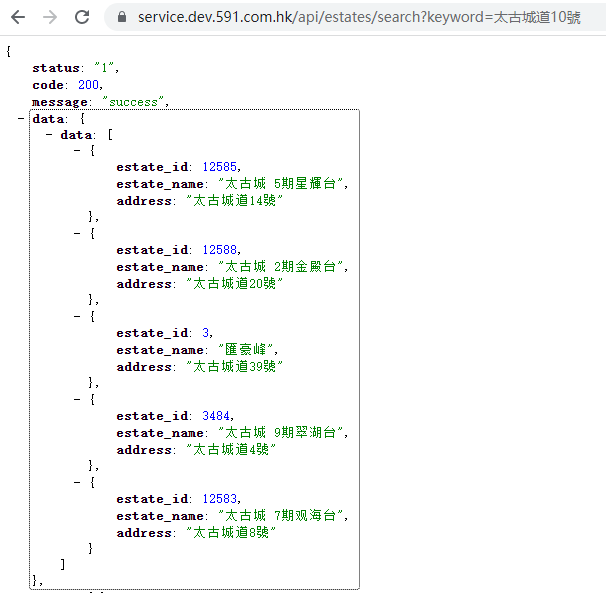 service.dev.591.com.hk/api/estates/search?keyword=太古城道10號
{
status: "1",
code: 200,
message: "success",
- data: {
- data: [
- {
estate_id: 12585,
estate_name: "太古城 5期星輝台",
address: "太古城道14號"
},
- {
estate_id: 12588,
estate_name: "太古城 2期金殿台",
address: "太古城道20號"
},
- {
estate_id: 3,
estate_name: "匯豪峰",
address: "太古城道39號"
},
- {
estate_id: 3484,
estate_name: "太古城 9期翠湖台",
address: "太古城道4號"
},
- {
estate_id: 12583,
estate_name: "太古城 7期观海台",
address: "太古城道8號"
}
]
},